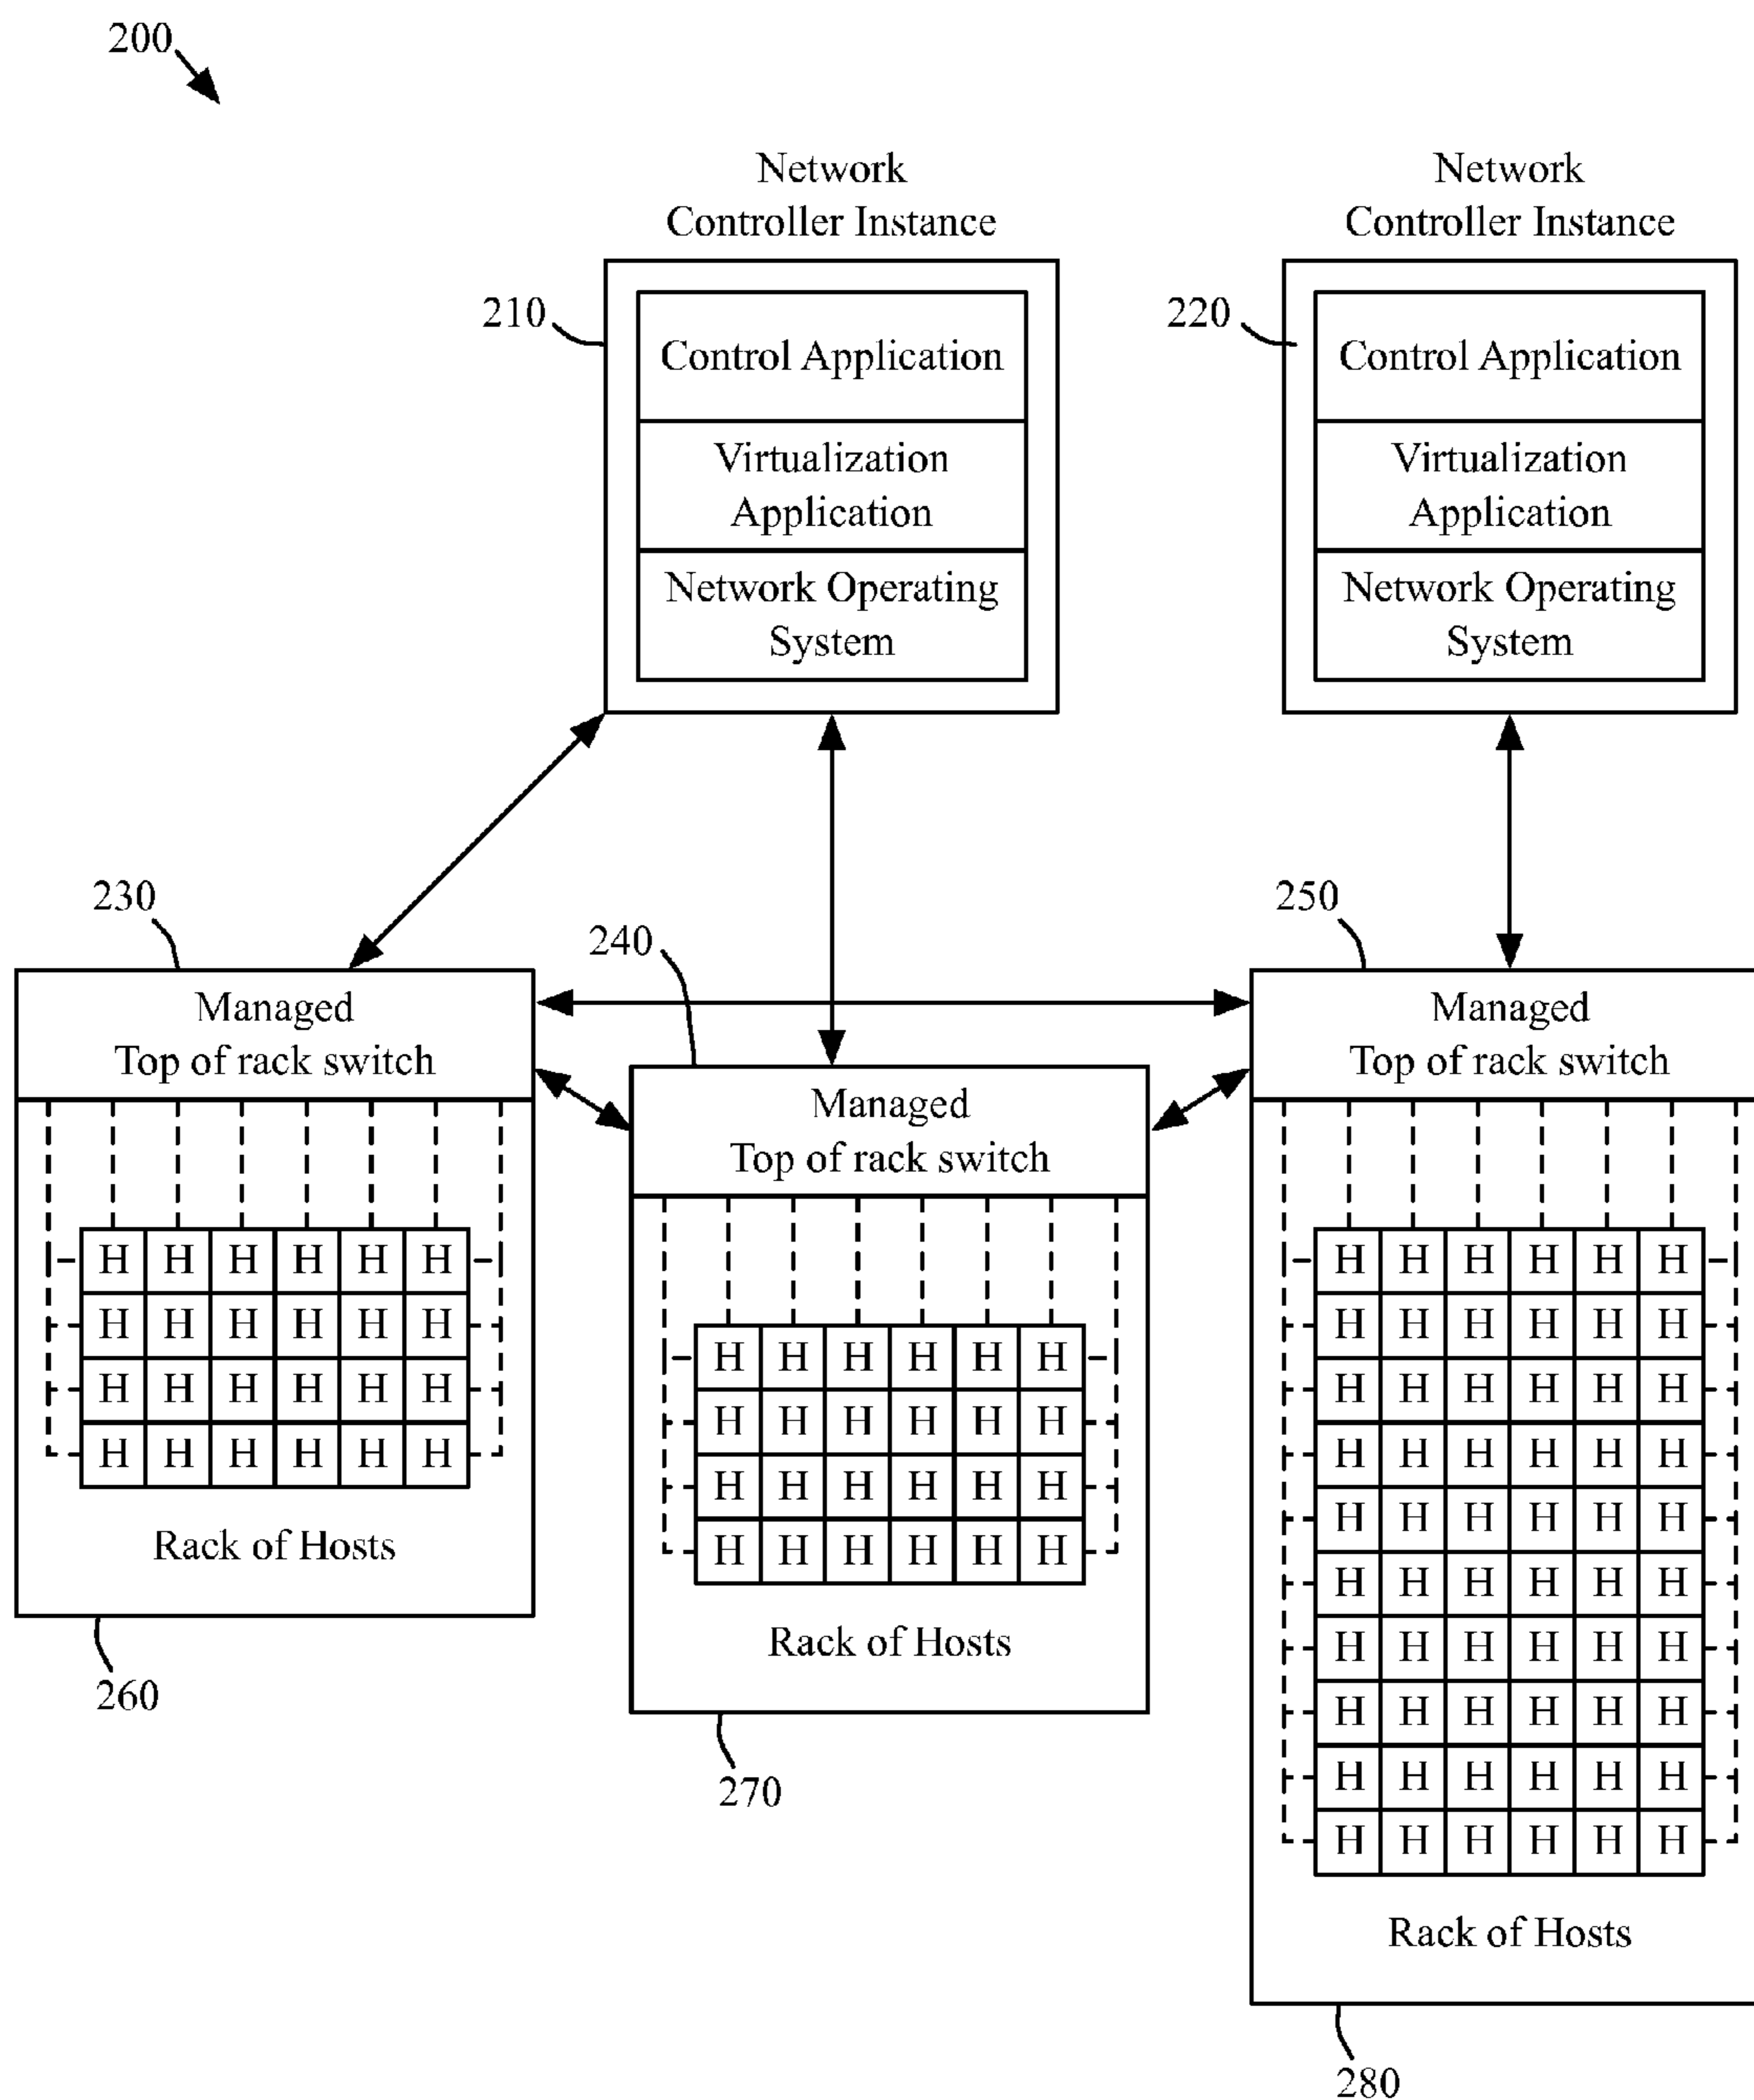 200
Network
Controller Instance
Network
Controller Instance
210
Control Application
Virtualization
Application
Network Operating
System
220
Control Application
Virtualization
Application
Network Operating
System
230
Managed
Top of rack switch
H H H H H H
H H H H H H
H H H H H H
H H H H H H
Rack of Hosts
260
240
Managed
Top of rack switch
H H H H H H
H H H H H H
H H H H H H
H H H H H H
Rack of Hosts
270
250
Managed
Top of rack switch
H H H H H H
H H H H H H
H H H H H H
H H H H H H
H H H H H H
H H H H H H
H H H H H H
H H H H H H
H H H H H H
H H H H H H
Rack of Hosts
280